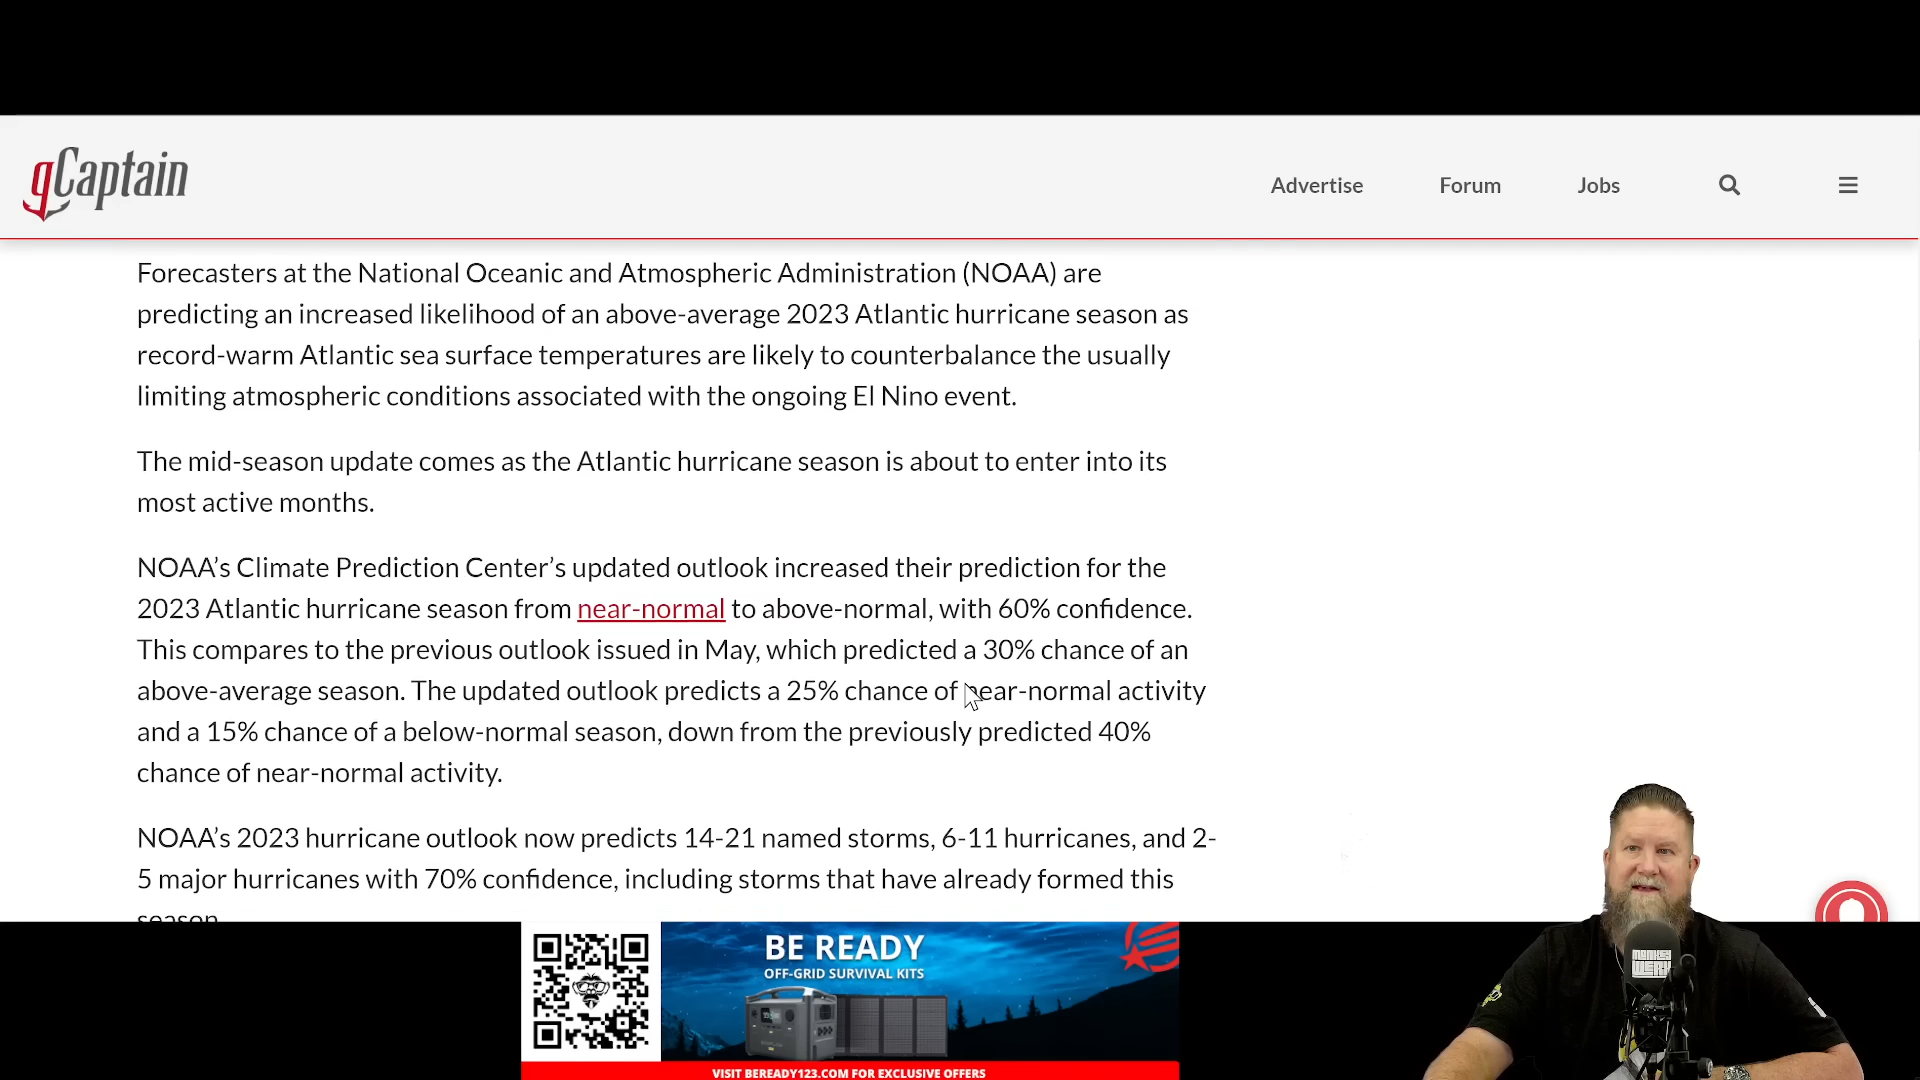 gCaptain
Advertise
Forum
Jobs
Forecasters at the National Oceanic and Atmospheric Administration (NOAA) are
predicting an increased likelihood of an above-average 2023 Atlantic hurricane season as
record-warm Atlantic sea surface temperatures are likely to counterbalance the usually
limiting atmospheric conditions associated with the ongoing El Nino event.
The mid-season update comes as the Atlantic hurricane season is about to enter into its
most active months.
NOAA’s Climate Prediction Center’s updated outlook increased their prediction for the
2023 Atlantic hurricane season from near-normal to above-normal, with 60% confidence.
This compares to the previous outlook issued in May, which predicted a 30% chance of an
above-average season. The updated outlook predicts a 25% chance of near-normal activity
and a 15% chance of a below-normal season, down from the previously predicted 40%
chance of near-normal activity.
NOAA’s 2023 hurricane outlook now predicts 14-21 named storms, 6-11 hurricanes, and 2-
5 major hurricanes with 70% confidence, including storms that have already formed this
season
BE READY
OFF-GRID SURVIVAL KITS
VISIT BEREADY123.COM FOR EXCLUSIVE OFFERS
MONKEY
WERX